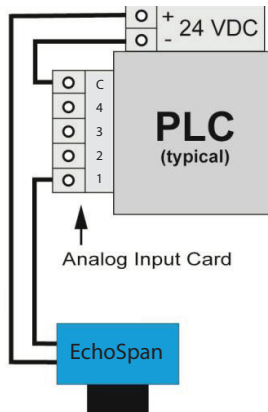 +
- 24 VDC
C
4
3
2
1
PLC
(typical)
Analog Input Card
EchoSpan